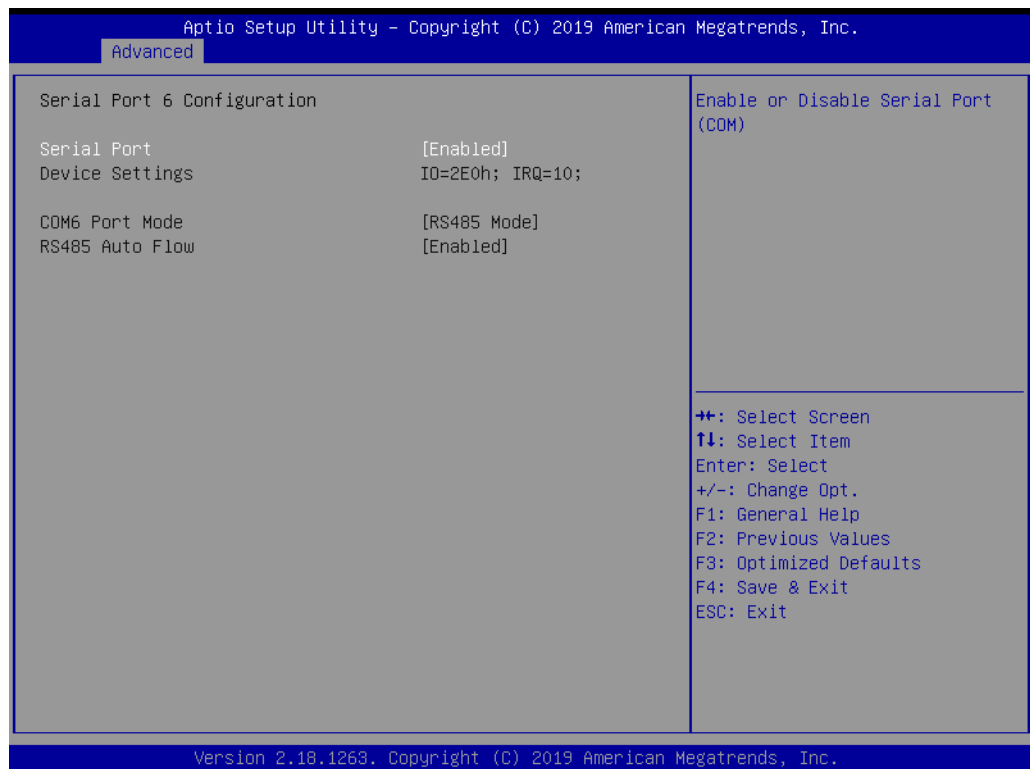 Aptio Setup Utility – Copyright (C) 2019 American Megatrends, Inc.
Advanced
Serial Port 6 Configuration
Serial Port [Enabled]
Device Settings IO=2E0h; IRQ=10;
COM6 Port Mode [RS485 Mode]
RS485 Auto Flow [Enabled]
Enable or Disable Serial Port
(COM)
→←: Select Screen
↑↓: Select Item
Enter: Select
+/-: Change Opt.
F1: General Help
F2: Previous Values
F3: Optimized Defaults
F4: Save & Exit
ESC: Exit
Version 2.18.1263. Copyright (C) 2019 American Megatrends, Inc.